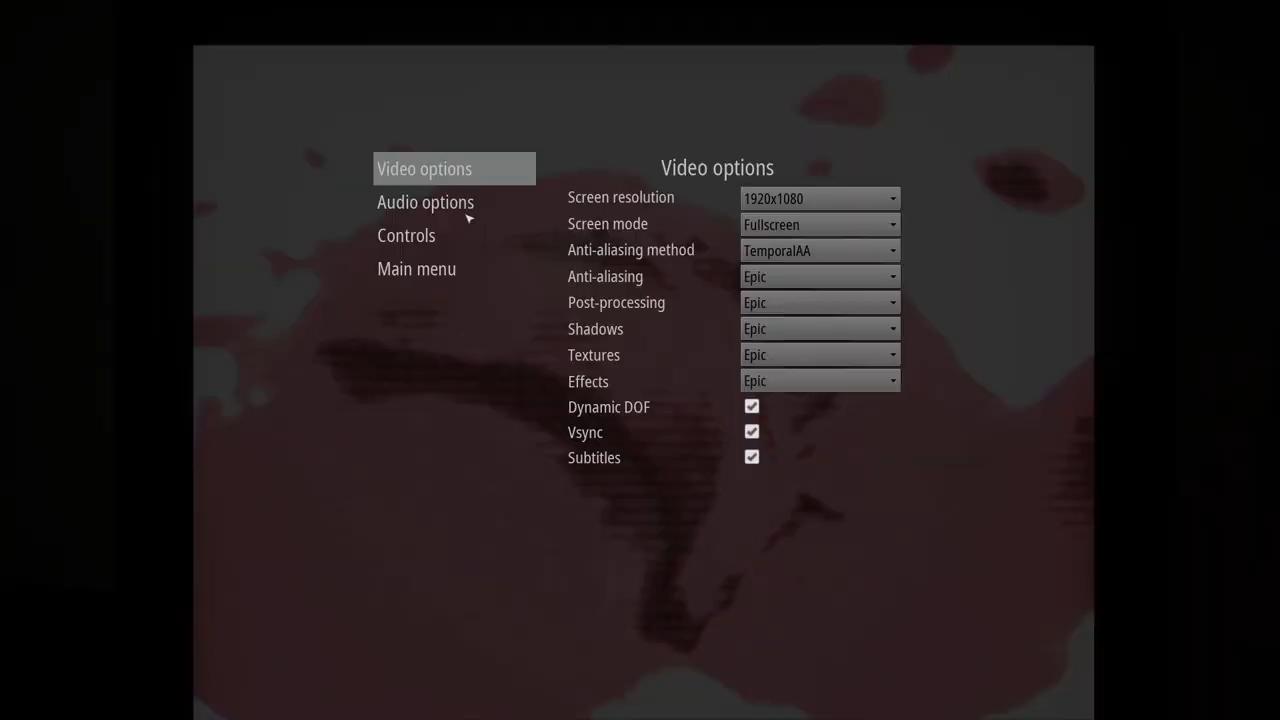 Video options
Audio options
Controls
Main menu
Video options
Screen resolution 1920x1080
Screen mode Fullscreen
Anti-aliasing method TemporalAA
Anti-aliasing Epic
Post-processing Epic
Shadows Epic
Textures Epic
Effects Epic
Dynamic DOF
Vsync
Subtitles